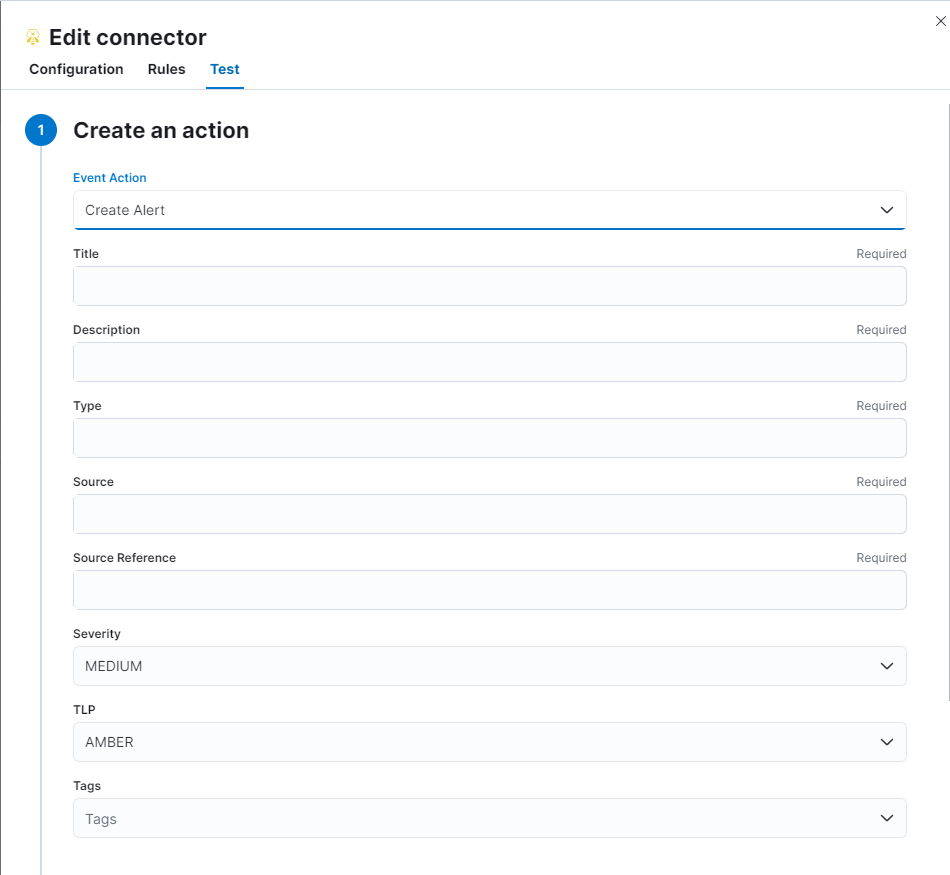 Edit connector
Configuration Rules Test
1 Create an action
Event Action
Create Alert
Title Required
Description Required
Type Required
Source Required
Source Reference Required
Severity
MEDIUM
TLP
AMBER
Tags
Tags